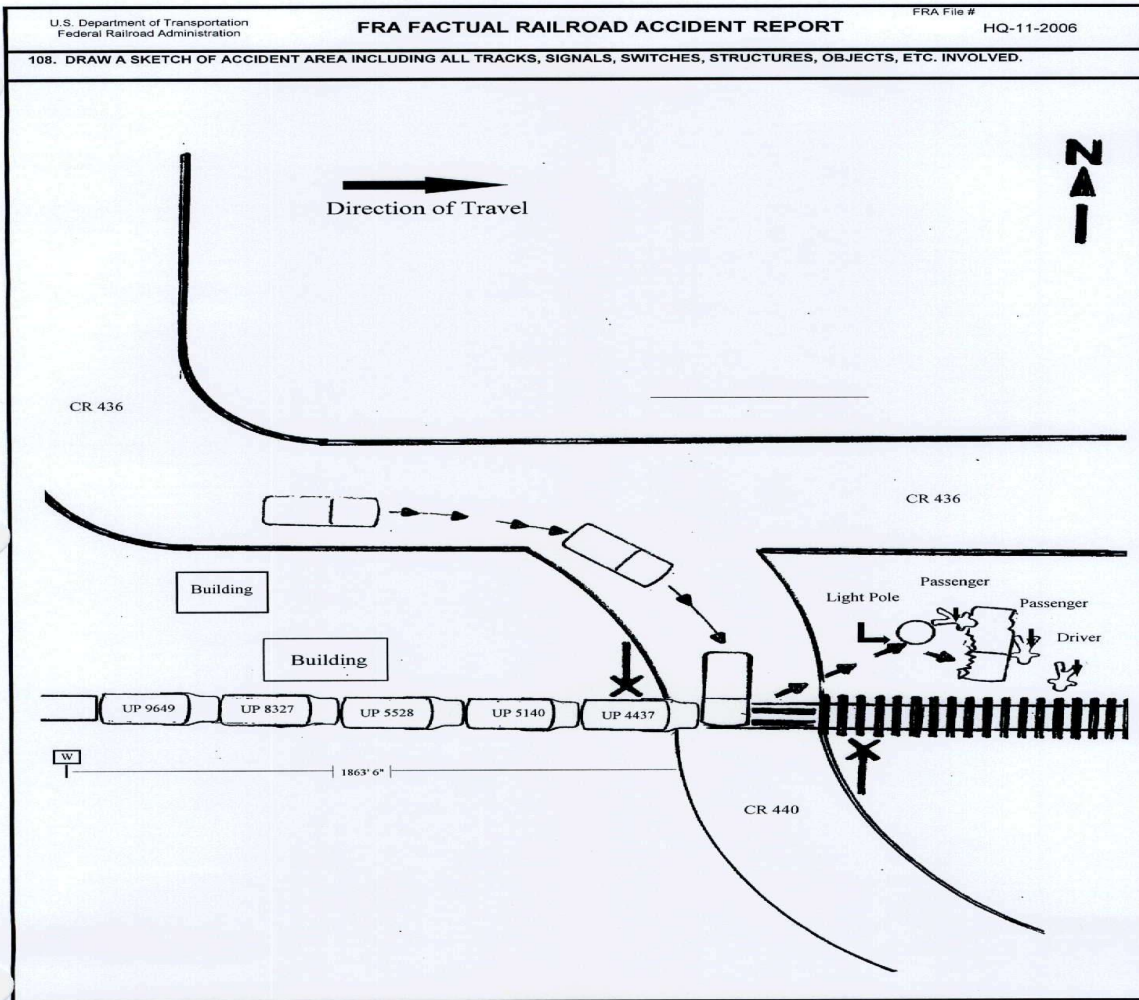 U.S. Department of Transportation
Federal Railroad Administration
FRA FACTUAL RAILROAD ACCIDENT REPORT
FRA File #
HQ-11-2006
108. DRAW A SKETCH OF ACCIDENT AREA INCLUDING ALL TRACKS, SIGNALS, SWITCHES, STRUCTURES, OBJECTS, ETC. INVOLVED.
N
Direction of Travel
CR 436
CR 436
Building
Passenger
Light Pole
Passenger
Driver
Building
UP 9649
UP 8327
UP 5528
UP 5140
UP 4437
W
1863' 6"
CR 440